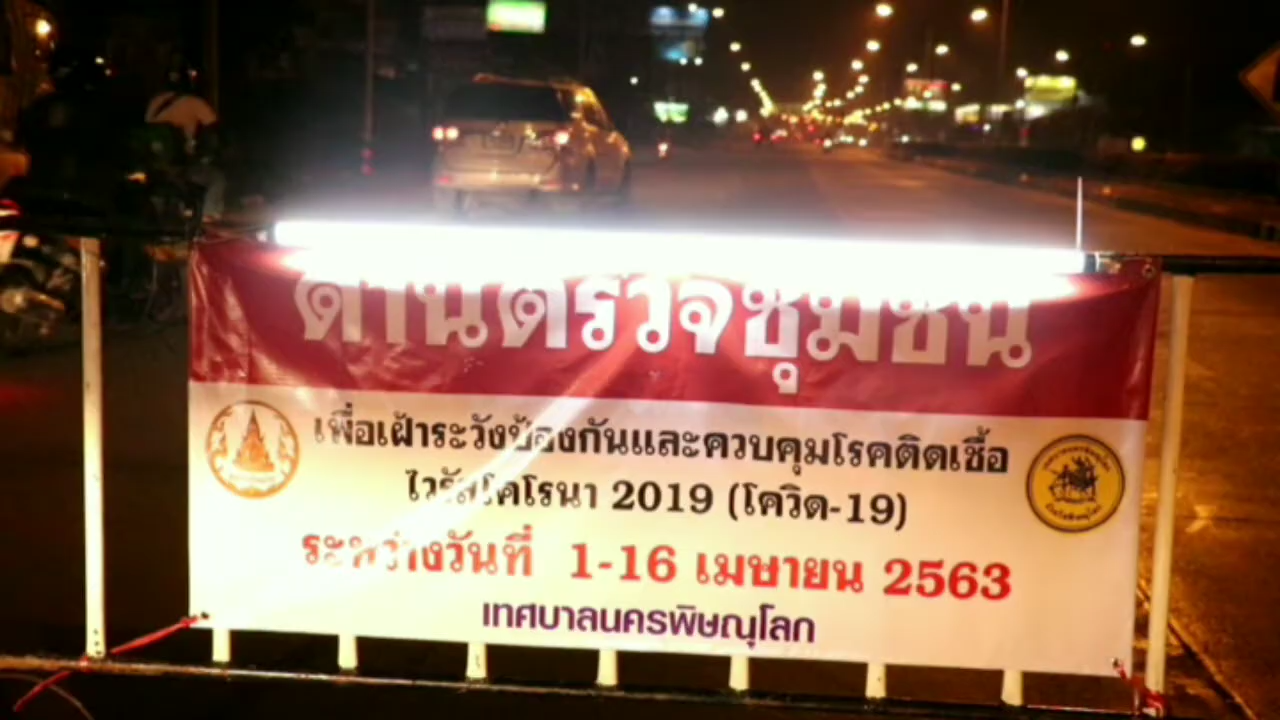 ด่านตรวจชุมชน
เพื่อเฝ้าระวังป้องกันและควบคุมโรคติดเชื้อ
ไวรัสโคโรนา 2019 (โควิด-19)
ระหว่างวันที่ 1-16 เมษายน 2563
เทศบาลนครพิษณุโลก